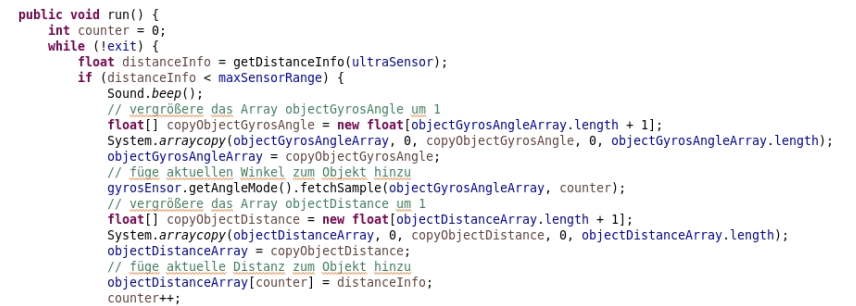 public void run() {
int counter = 0;
while (!exit) {
float distanceInfo = getDistanceInfo(ultraSensor);
if (distanceInfo < maxSensorRange) {
Sound.beep();
// vergrößere das Array objectGyrosAngle um 1
float[] copyObjectGyrosAngle = new float[objectGyrosAngleArray.length + 1];
System.arraycopy(objectGyrosAngleArray, 0, copyObjectGyrosAngle, 0, objectGyrosAngleArray.length);
objectGyrosAngleArray = copyObjectGyrosAngle;
// füge aktuellen Winkel zum Objekt hinzu
gyrosEnsor.getAngleMode().fetchSample(objectGyrosAngleArray, counter);
// vergrößere das Array objectDistance um 1
float[] copyObjectDistance = new float[objectDistanceArray.length + 1];
System.arraycopy(objectDistanceArray, 0, copyObjectDistance, 0, objectDistanceArray.length);
objectDistanceArray = copyObjectDistance;
// füge aktuelle Distanz zum Objekt hinzu
objectDistanceArray[counter] = distanceInfo;
counter++;